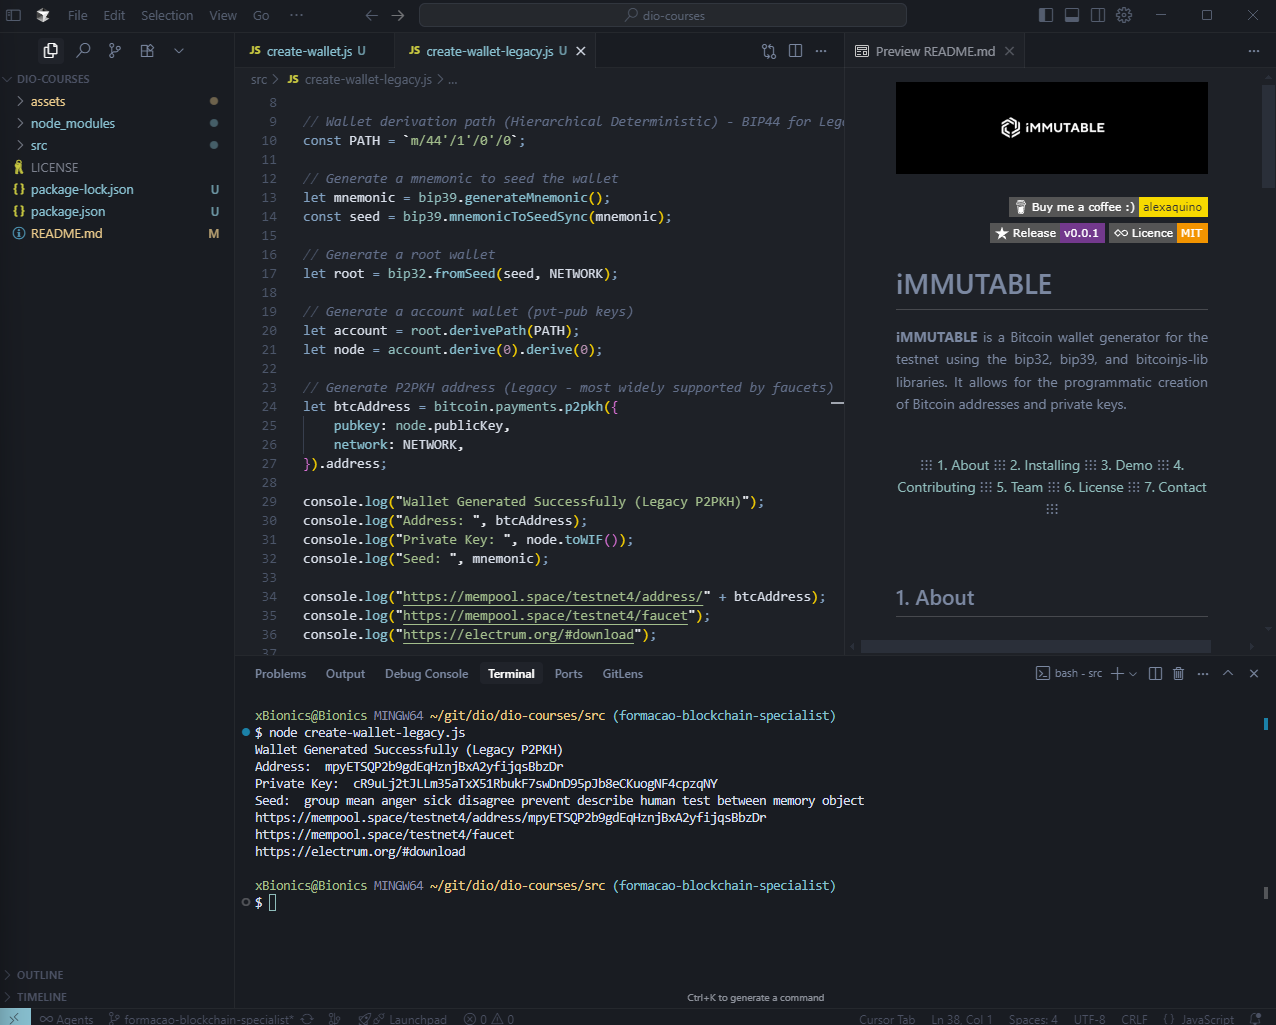 File Edit Selection View Go ··· dio-courses
DIO-COURSES
assets
node_modules
src
LICENSE
package-lock.json U
package.json U
README.md M
OUTLINE
TIMELINE
JS create-wallet.js U JS create-wallet-legacy.js U
src > JS create-wallet-legacy.js > ...
8
9 // Wallet derivation path (Hierarchical Deterministic) - BIP44 for Lega
10 const PATH = `m/44'/1'/0'/0`;
11
12 // Generate a mnemonic to seed the wallet
13 let mnemonic = bip39.generateMnemonic();
14 const seed = bip39.mnemonicToSeedSync(mnemonic);
15
16 // Generate a root wallet
17 let root = bip32.fromSeed(seed, NETWORK);
18
19 // Generate a account wallet (pvt-pub keys)
20 let account = root.derivePath(PATH);
21 let node = account.derive(0).derive(0);
22
23 // Generate P2PKH address (Legacy - most widely supported by faucets)
24 let btcAddress = bitcoin.payments.p2pkh({
25 pubkey: node.publicKey,
26 network: NETWORK,
27 }).address;
28
29 console.log("Wallet Generated Successfully (Legacy P2PKH)");
30 console.log("Address: ", btcAddress);
31 console.log("Private Key: ", node.toWIF());
32 console.log("Seed: ", mnemonic);
33
34 console.log("https://mempool.space/testnet4/address/" + btcAddress);
35 console.log("https://mempool.space/testnet4/faucet");
36 console.log("https://electrum.org/#download");
37
Preview README.md
iMMUTABLE
Buy me a coffee :) alexaquino
Release v0.0.1 Licence MIT
iMMUTABLE
iMMUTABLE is a Bitcoin wallet generator for the
testnet using the bip32, bip39, and bitcoinjs-lib
libraries. It allows for the programmatic creation
of Bitcoin addresses and private keys.
⁝⁝⁝ 1. About ⁝⁝⁝ 2. Installing ⁝⁝⁝ 3. Demo ⁝⁝⁝ 4.
Contributing ⁝⁝⁝ 5. Team ⁝⁝⁝ 6. License ⁝⁝⁝ 7. Contact
⁝⁝⁝
1. About
Problems Output Debug Console Terminal Ports GitLens bash - src
xBionics@Bionics MINGW64 ~/git/dio/dio-courses/src (formacao-blockchain-specialist)
$ node create-wallet-legacy.js
Wallet Generated Successfully (Legacy P2PKH)
Address: mpyETSQP2b9gdEqHznjBxA2yfijqsBbzDr
Private Key: cR9uLj2tJLLm35aTxX51RbukF7swDnD95pJb8eCKuogNF4cpzqNY
Seed: group mean anger sick disagree prevent describe human test between memory object
https://mempool.space/testnet4/address/mpyETSQP2b9gdEqHznjBxA2yfijqsBbzDr
https://mempool.space/testnet4/faucet
https://electrum.org/#download
xBionics@Bionics MINGW64 ~/git/dio/dio-courses/src (formacao-blockchain-specialist)
$
Ctrl+K to generate a command
Agents formacao-blockchain-specialist* Launchpad 0 0 Cursor Tab Ln 38, Col 1 Spaces: 4 UTF-8 CRLF {} JavaScript